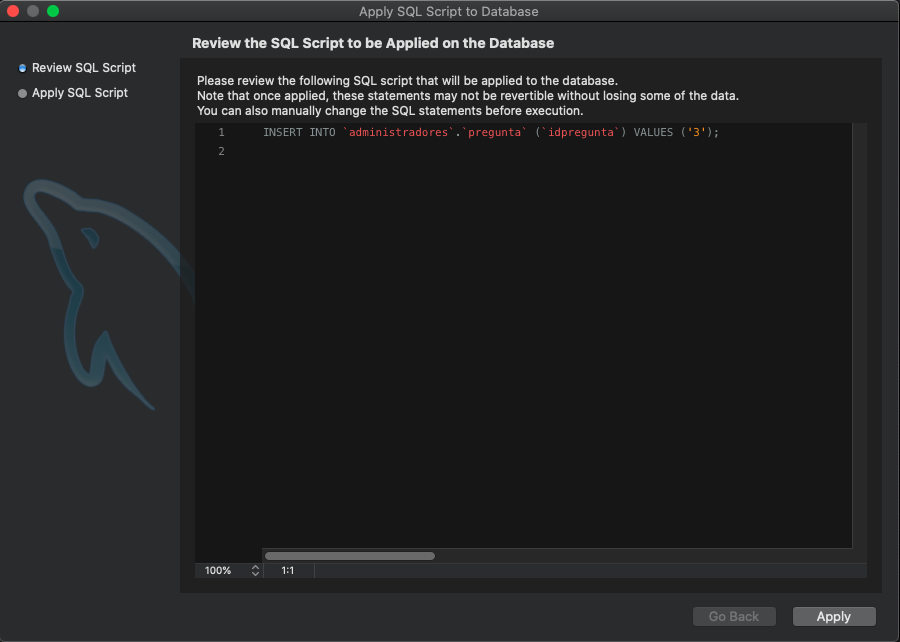 Apply SQL Script to Database
Review the SQL Script to be Applied on the Database
Review SQL Script
Apply SQL Script
Please review the following SQL script that will be applied to the database.
Note that once applied, these statements may not be revertible without losing some of the data.
You can also manually change the SQL statements before execution.
1 INSERT INTO `administradores`.`pregunta` (`idpregunta`) VALUES ('3');
2
100% 1:1
Go Back Apply